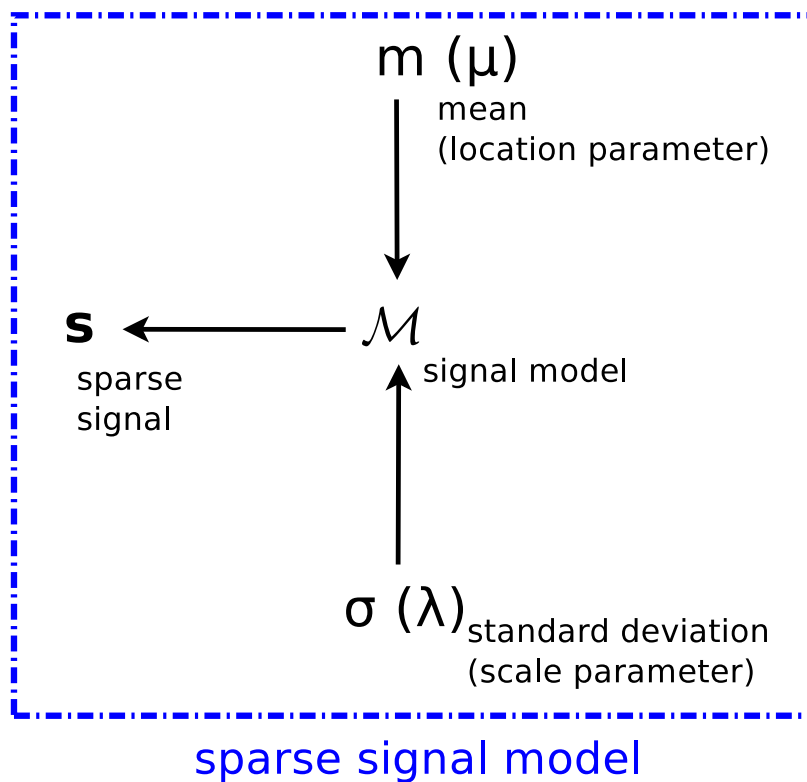 m (μ)
mean
(location parameter)
s
ℳ
signal model
sparse
signal
σ (λ)
standard deviation
(scale parameter)
sparse signal model